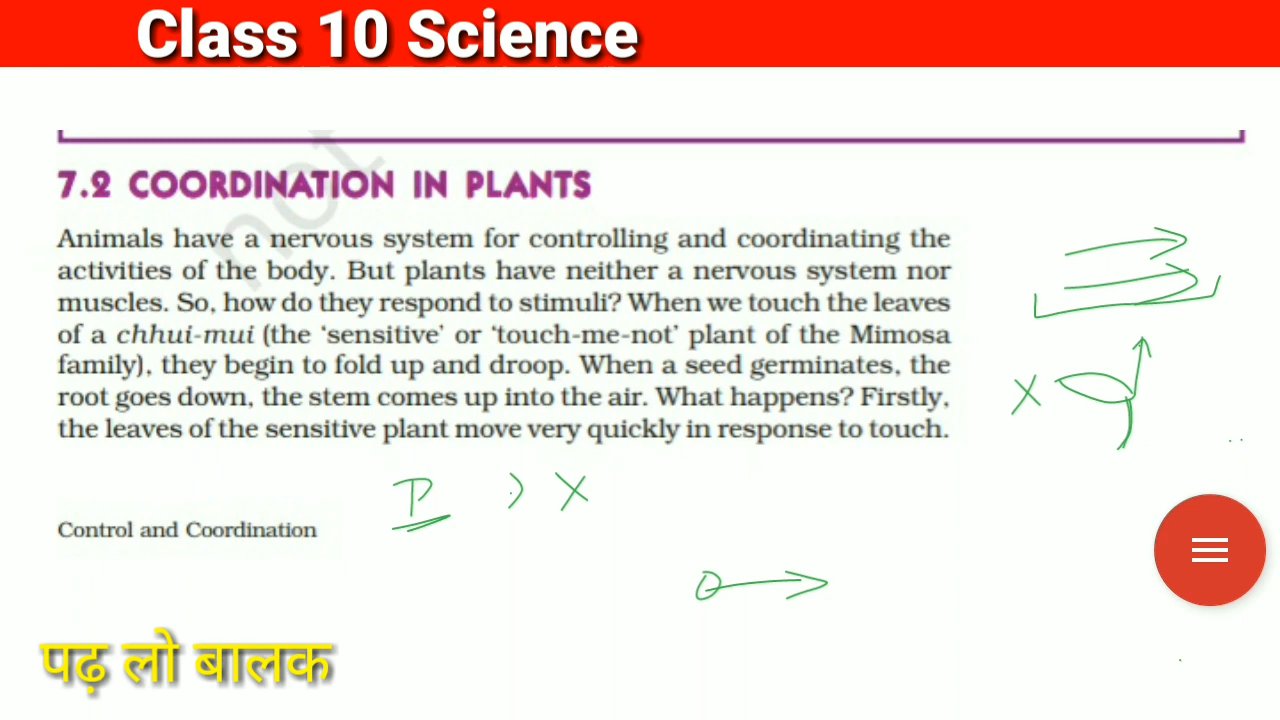 Class 10 Science
not
7.2 COORDINATION IN PLANTS
Animals have a nervous system for controlling and coordinating the
activities of the body. But plants have neither a nervous system nor
muscles. So, how do they respond to stimuli? When we touch the leaves
of a chhui-mui (the ‘sensitive’ or ‘touch-me-not’ plant of the Mimosa
family), they begin to fold up and droop. When a seed germinates, the
root goes down, the stem comes up into the air. What happens? Firstly,
the leaves of the sensitive plant move very quickly in response to touch.
P > X
X
Control and Coordination
पढ़ लो बालक